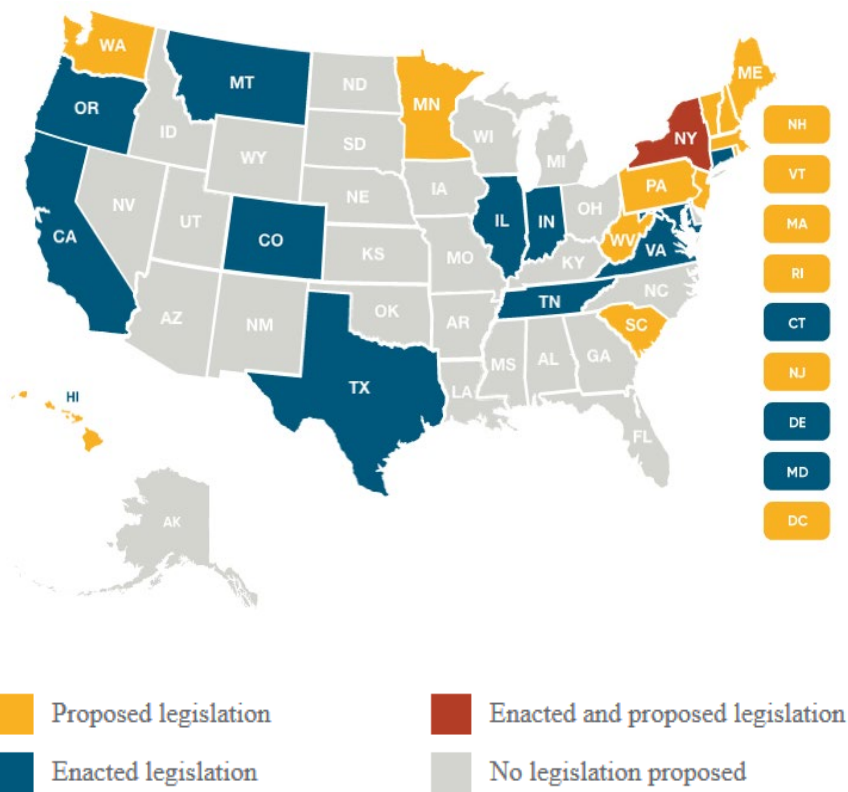 WA
ME
MT
ND
MN
OR
NH
ID
SD
WI
NY
MI
WY
VT
PA
IA
NE
NV
OH
UT
IL
IN
CO
MA
CA
WV
VA
KS
MO
KY
RI
NC
TN
OK
AZ
NM
AR
SC
CT
MS
AL
GA
NJ
TX
LA
HI
DE
FL
MD
AK
DC
Proposed legislation
Enacted and proposed legislation
Enacted legislation
No legislation proposed